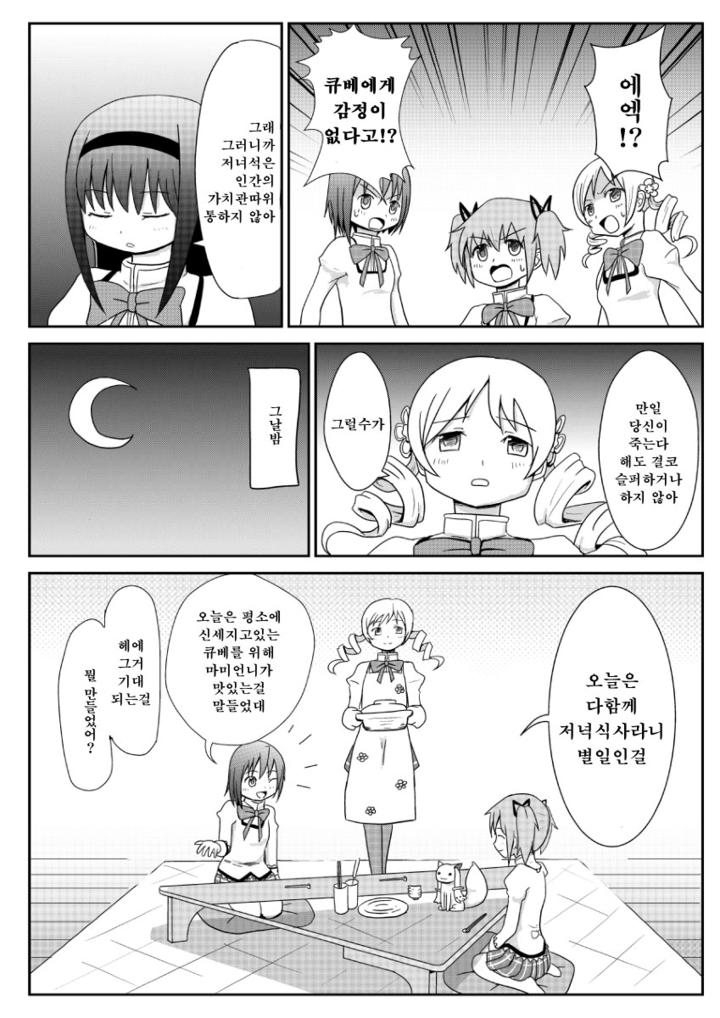 에
엑
!?
큐베에게
감정이
없다고!?
그래
그러니까
저녀석은
인간의
가치관따위
통하지 않아
만일
당신이
죽는다
해도 결코
슬퍼하거나
하지 않아
그럴수가
그날밤
오늘은
다함께
저녁식사라니
별일인걸
오늘은 평소에
신세지고있는
큐베를 위해
마미언니가
맛있는걸
말들었대
헤에
그거
기대
되는걸
뭘 만들었어?